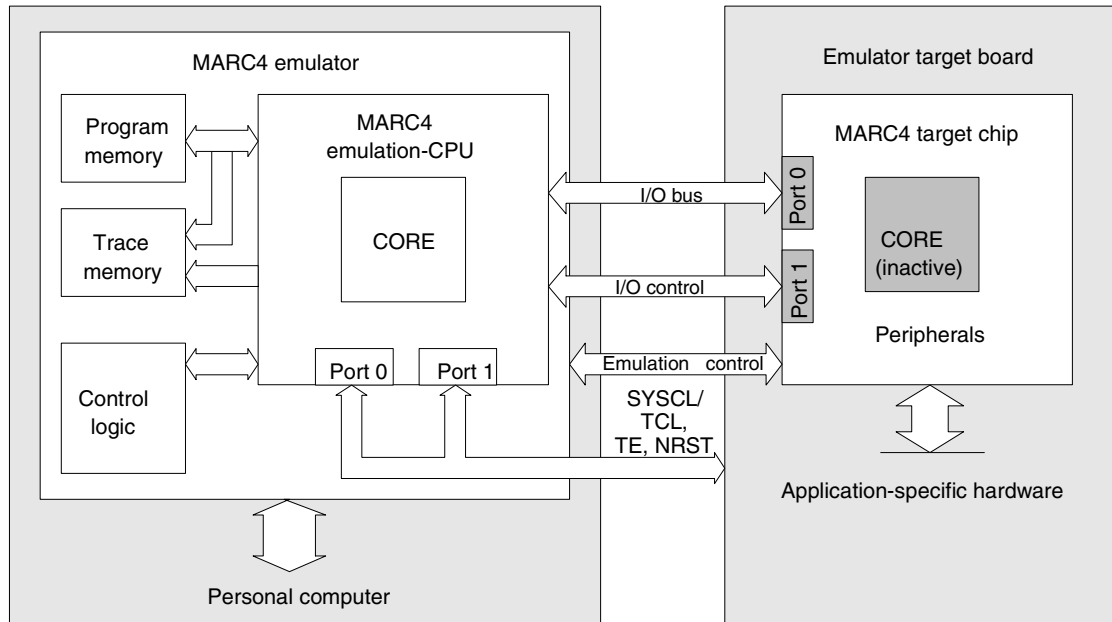 MARC4 emulator
Program
memory
Trace
memory
Control
logic
MARC4
emulation-CPU
CORE
Port 0
Port 1
Personal computer
I/O bus
I/O control
Emulation control
SYSCL/
TCL,
TE, NRST
Emulator target board
MARC4 target chip
Port 0
Port 1
CORE
(inactive)
Peripherals
Application-specific hardware